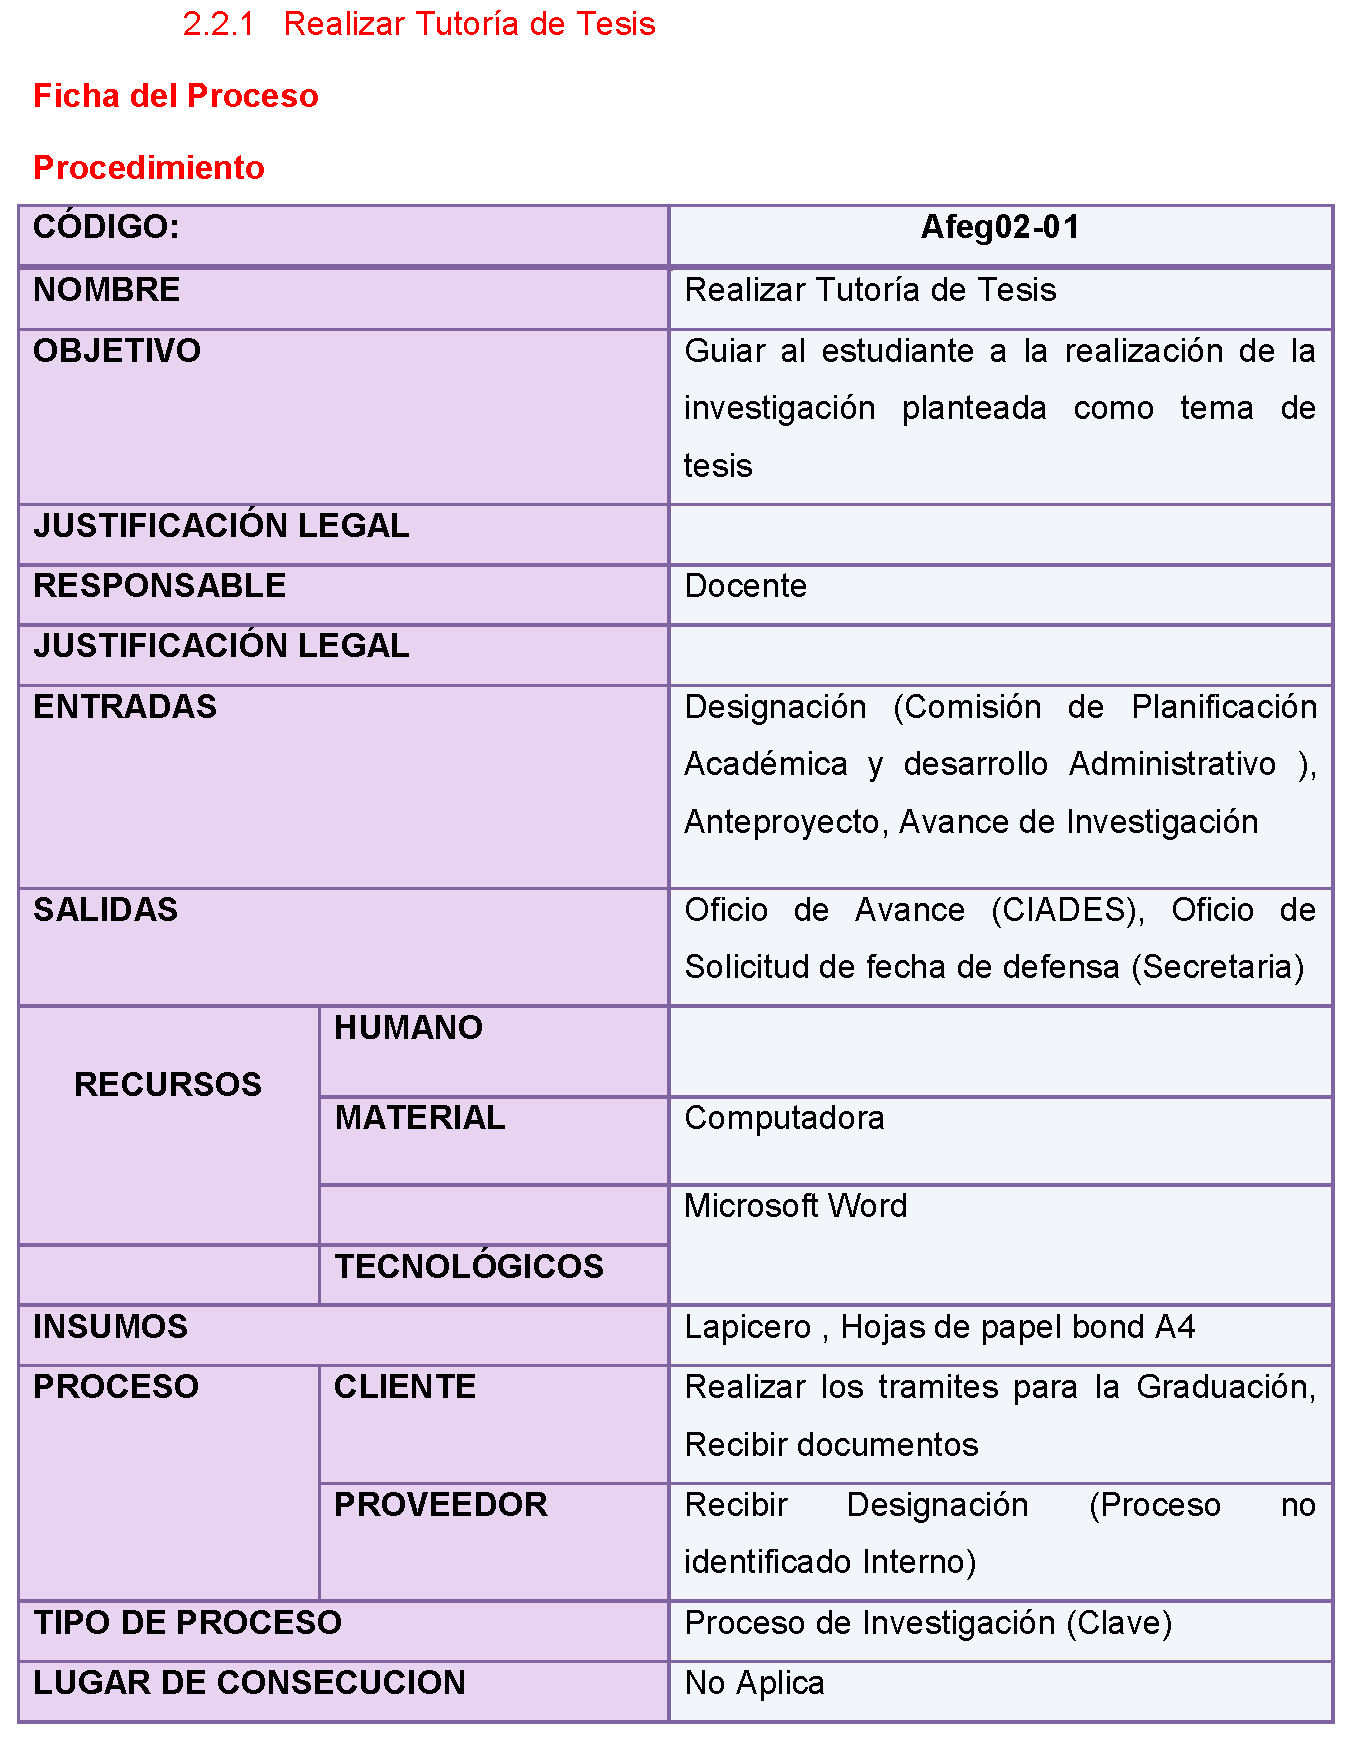 2.2.1 Realizar Tutoría de Tesis
Ficha del Proceso
Procedimiento
CÓDIGO: Afeg02-01
NOMBRE Realizar Tutoría de Tesis
OBJETIVO Guiar al estudiante a la realización de la
investigación planteada como tema de
tesis
JUSTIFICACIÓN LEGAL
RESPONSABLE Docente
JUSTIFICACIÓN LEGAL
ENTRADAS Designación (Comisión de Planificación
Académica y desarrollo Administrativo ),
Anteproyecto, Avance de Investigación
SALIDAS Oficio de Avance (CIADES), Oficio de
Solicitud de fecha de defensa (Secretaria)
HUMANO
RECURSOS
MATERIAL Computadora
Microsoft Word
TECNOLÓGICOS
INSUMOS Lapicero , Hojas de papel bond A4
PROCESO CLIENTE Realizar los tramites para la Graduación,
Recibir documentos
PROVEEDOR Recibir Designación (Proceso no
identificado Interno)
TIPO DE PROCESO Proceso de Investigación (Clave)
LUGAR DE CONSECUCION No Aplica